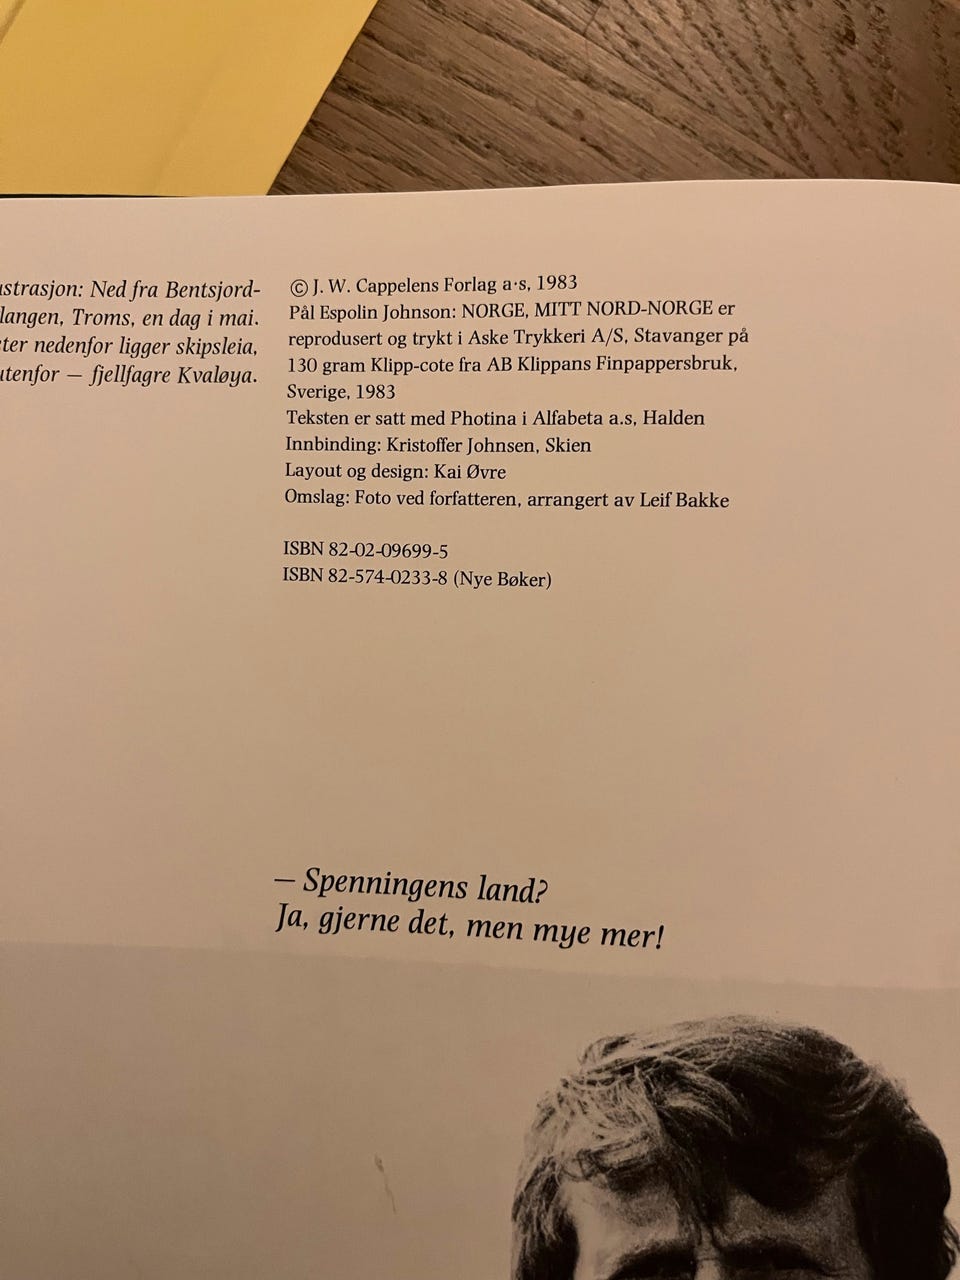 Ned fra Bentsjord-
Troms, en dag i mai.
nedenfor ligger skipsleia,
— fjellfagre Kvaløya.
© J. W. Cappelens Forlag a·s, 1983
Pål Espolin Johnson: NORGE, MITT NORD-NORGE er
reprodusert og trykt i Aske Trykkeri A/S, Stavanger på
130 gram Klipp-cote fra AB Klippans Finpappersbruk,
Sverige, 1983
Teksten er satt med Photina i Alfabeta a.s, Halden
Innbinding: Kristoffer Johnsen, Skien
Layout og design: Kai Øvre
Omslag: Foto ved forfatteren, arrangert av Leif Bakke
ISBN 82-02-09699-5
ISBN 82-574-0233-8 (Nye Bøker)
— Spenningens land?
Ja, gjerne det, men mye mer!